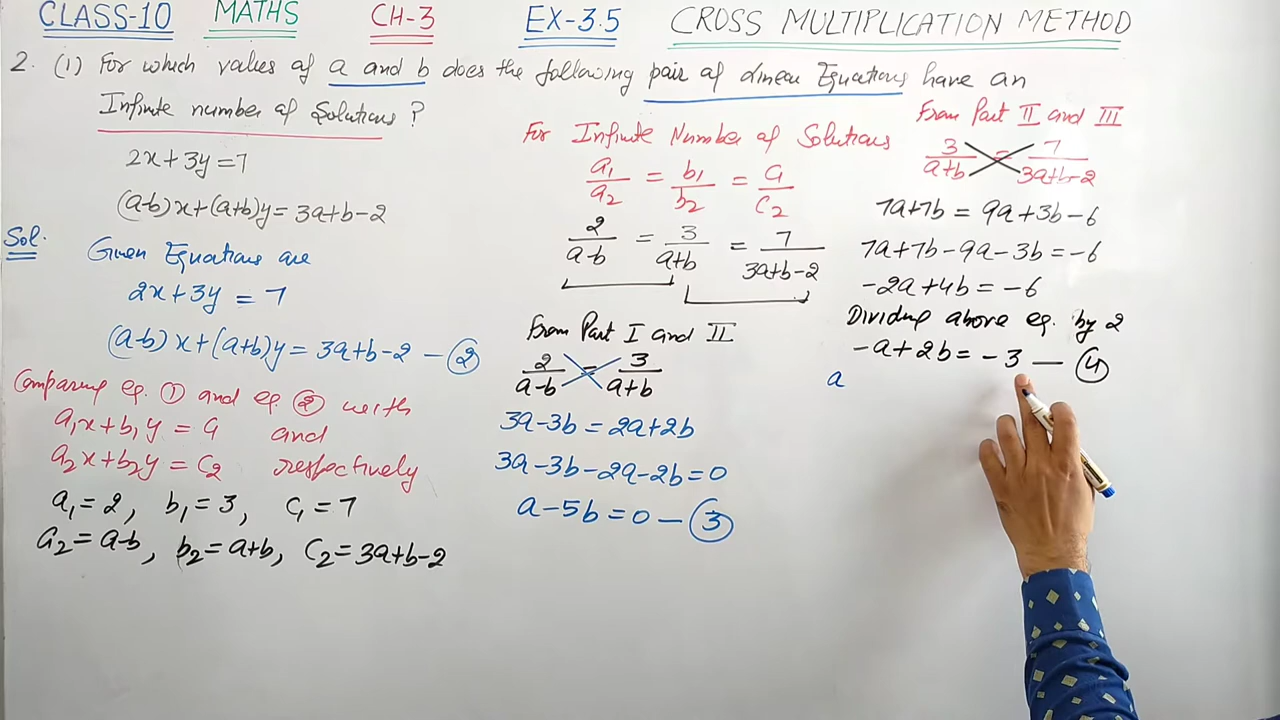 CLASS-10 MATHS CH-3 EX-3.5 CROSS MULTIPLICATION METHOD
2. (1) For which values of a and b does the following pair of Linear Equations have an
Infinite number of Solutions?
2x+3y=7
(a-b)x+(a+b)y=3a+b-2
Sol.
Given Equations are
2x+3y=7
(a-b)x+(a+b)y=3a+b-2 - ②
Comparing eq. ① and eq. ② with
a₁x+b₁y=c₁ and
a₂x+b₂y=c₂ respectively
a₁=2, b₁=3, c₁=7
a₂=a-b, b₂=a+b, c₂=3a+b-2
For Infinite Number of Solutions
a₁/a₂ = b₁/b₂ = c₁/c₂
2/a-b = 3/a+b = 7/3a+b-2
From Part I and II
2/a-b = 3/a+b
3a-3b=2a+2b
3a-3b-2a-2b=0
a-5b=0 - ③
From Part II and III
3/a+b = 7/3a+b-2
7a+7b=9a+3b-6
7a+7b-9a-3b=-6
-2a+4b=-6
Dividing above eq. by 2
-a+2b=-3 - ④
a